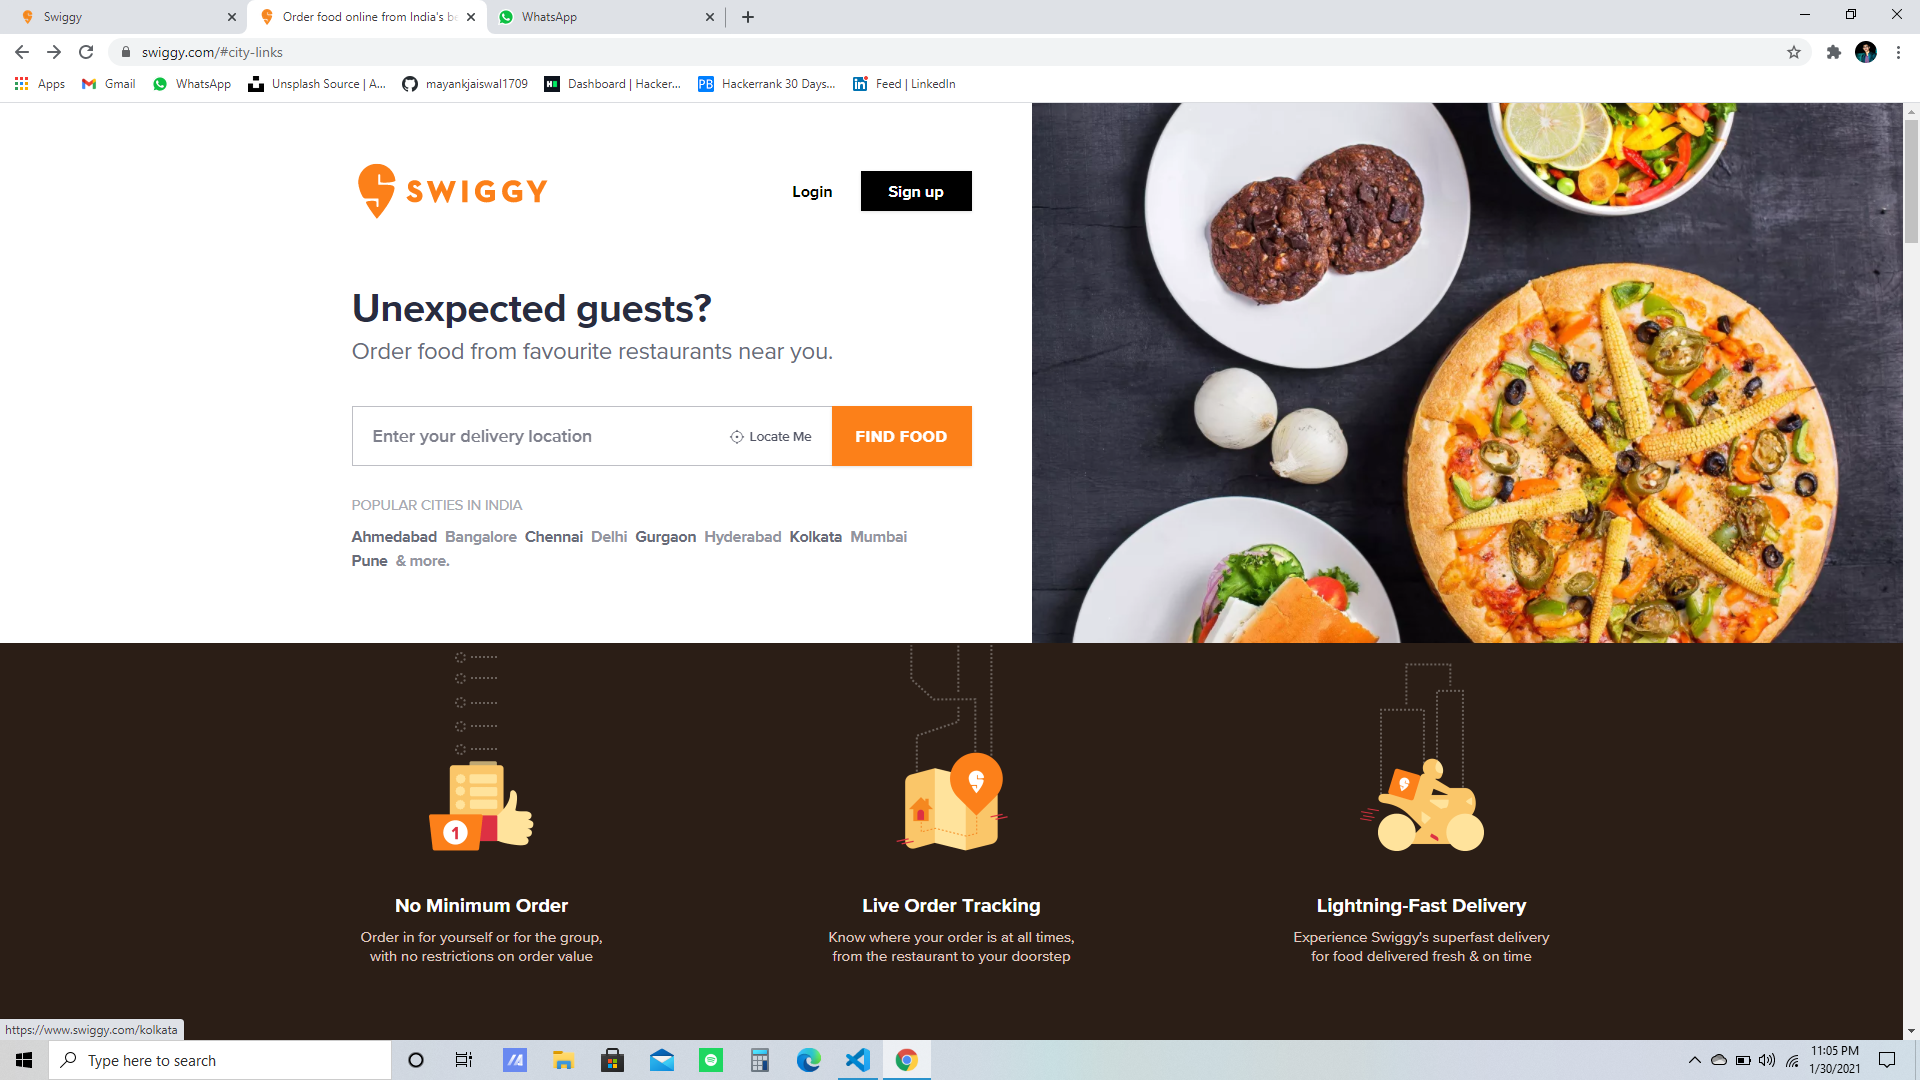 Swiggy
Order food online from India's be
WhatsApp
swiggy.com/#city-links
Apps
Gmail
WhatsApp
Unsplash Source | A...
mayankjaiswal1709
Dashboard | Hacker...
Hackerrank 30 Days...
Feed | LinkedIn
SWIGGY
Login
Sign up
Unexpected guests?
Order food from favourite restaurants near you.
Enter your delivery location
Locate Me
FIND FOOD
POPULAR CITIES IN INDIA
Ahmedabad Bangalore Chennai Delhi Gurgaon Hyderabad Kolkata Mumbai
Pune & more.
1
No Minimum Order
Order in for yourself or for the group,
with no restrictions on order value
Live Order Tracking
Know where your order is at all times,
from the restaurant to your doorstep
Lightning-Fast Delivery
Experience Swiggy's superfast delivery
for food delivered fresh & on time
https://www.swiggy.com/kolkata
Type here to search
11:05 PM
1/30/2021